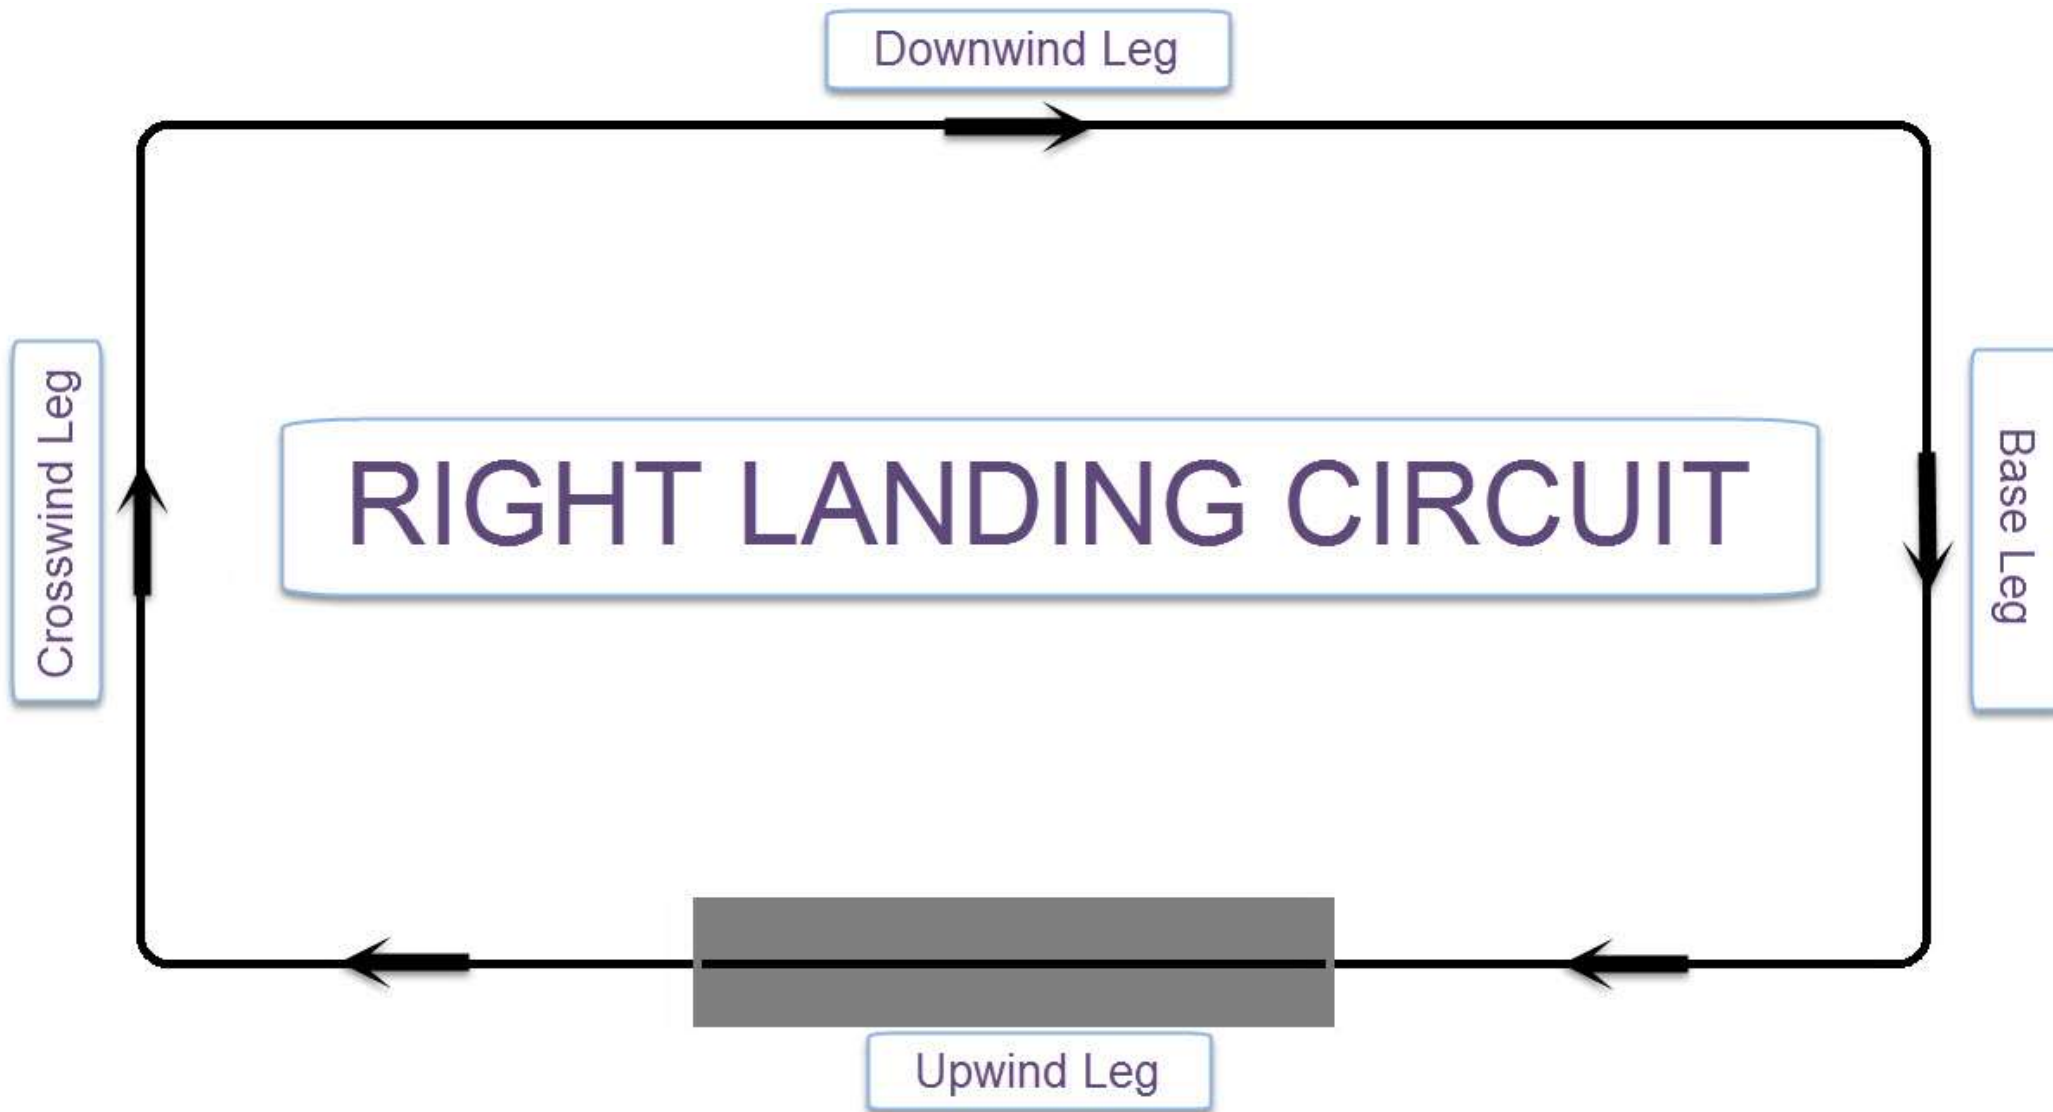 Downwind Leg
Crosswind Leg
RIGHT LANDING CIRCUIT
Base Leg
Upwind Leg